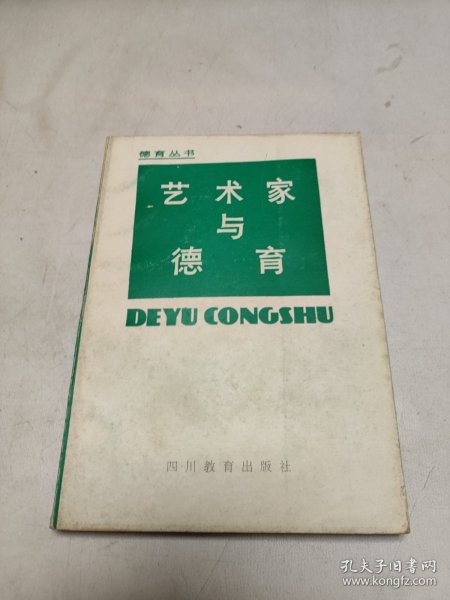 德育丛书
艺术家
与
德育
DEYU CONGSHU
四川教育出版社
孔夫子旧书网
www.kongfz.com